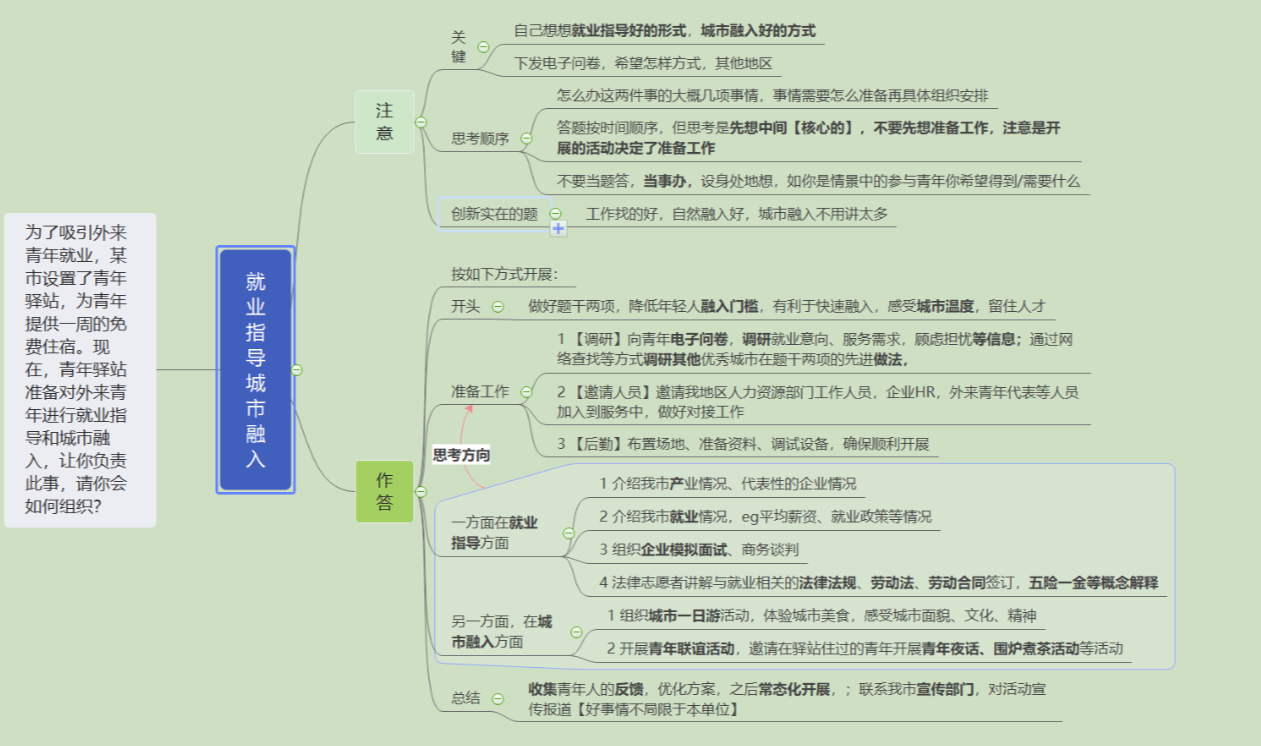 为了吸引外来
青年就业，某
市设置了青年
驿站，为青年
提供一周的免
费住宿。现
在，青年驿站
准备对外来青
年进行就业指
导和城市融
入，让你负责
此事，请你会
如何组织？
就
业
指
导
城
市
融
入
注
意
关
键
自己想想就业指导好的形式，城市融入好的方式
下发电子问卷，希望怎样方式，其他地区
思考顺序
怎么办这两件事的大概几项事情，事情需要怎么准备再具体组织安排
答题按时间顺序，但思考是先想中间【核心的】，不要先想准备工作，注意是开
展的活动决定了准备工作
不要当题答，当事办，设身处地想，如你是情景中的参与青年你希望得到/需要什么
创新实在的题
工作找的好，自然融入好，城市融入不用讲太多
作
答
按如下方式开展：
开头
做好题干两项，降低年轻人融入门槛，有利于快速融入，感受城市温度，留住人才
准备工作
1 【调研】向青年电子问卷，调研就业意向、服务需求，顾虑担忧等信息；通过网
络查找等方式调研其他优秀城市在题干两项的先进做法，
2 【邀请人员】邀请我地区人力资源部门工作人员，企业HR，外来青年代表等人员
加入到服务中，做好对接工作
3 【后勤】布置场地、准备资料、调试设备，确保顺利开展
思考方向
一方面在就业
指导方面
1 介绍我市产业情况、代表性的企业情况
2 介绍我市就业情况，eg平均薪资、就业政策等情况
3 组织企业模拟面试、商务谈判
4 法律志愿者讲解与就业相关的法律法规、劳动法、劳动合同签订，五险一金等概念解释
另一方面，在城
市融入方面
1 组织城市一日游活动，体验城市美食，感受城市面貌、文化、精神
2 开展青年联谊活动，邀请在驿站住过的青年开展青年夜话、围炉煮茶活动等活动
总结
收集青年人的反馈，优化方案，之后常态化开展，；联系我市宣传部门，对活动宣
传报道【好事情不局限于本单位】